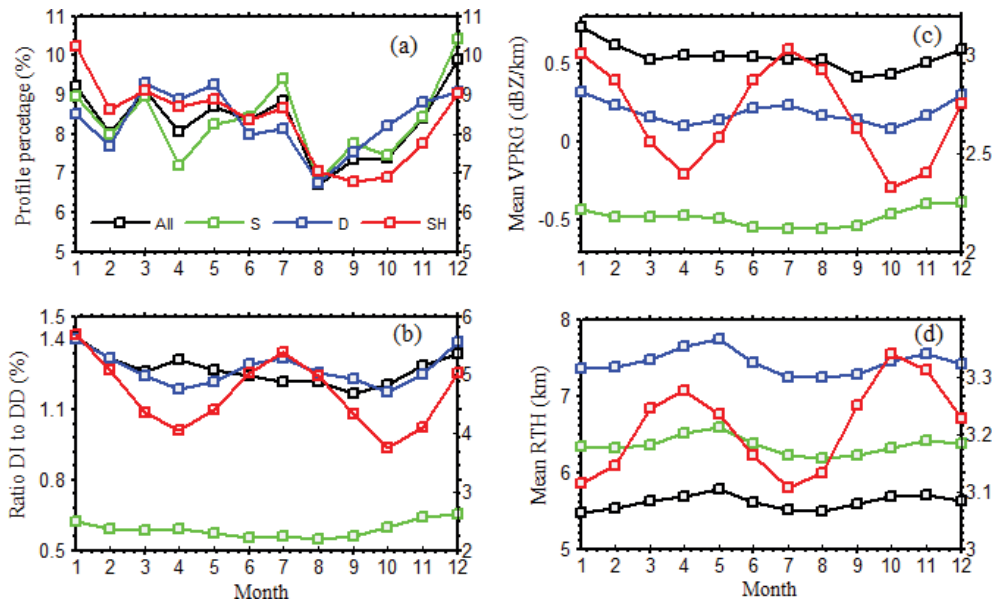 (a)
Profile percentage (%)
11
10
9
8
7
6
5
11
10
9
8
7
6
5
All S D SH
1 2 3 4 5 6 7 8 9 10 11 12
(c)
Mean VPRG (dBZ/km)
0.5
0
-0.5
3
2.5
2
1 2 3 4 5 6 7 8 9 10 11 12
(b)
Ratio DI to DD (%)
1.5
1.4
1.1
0.8
0.5
6
5
4
3
2
1 2 3 4 5 6 7 8 9 10 11 12
Month
(d)
Mean RTH (km)
8
7
6
5
3.3
3.2
3.1
3
1 2 3 4 5 6 7 8 9 10 11 12
Month